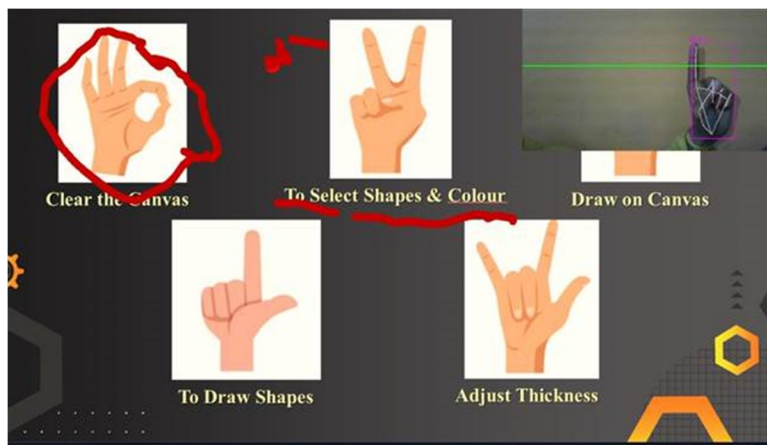 Clear the Canvas
To Select Shapes & Colour
Draw on Canvas
To Draw Shapes
Adjust Thickness